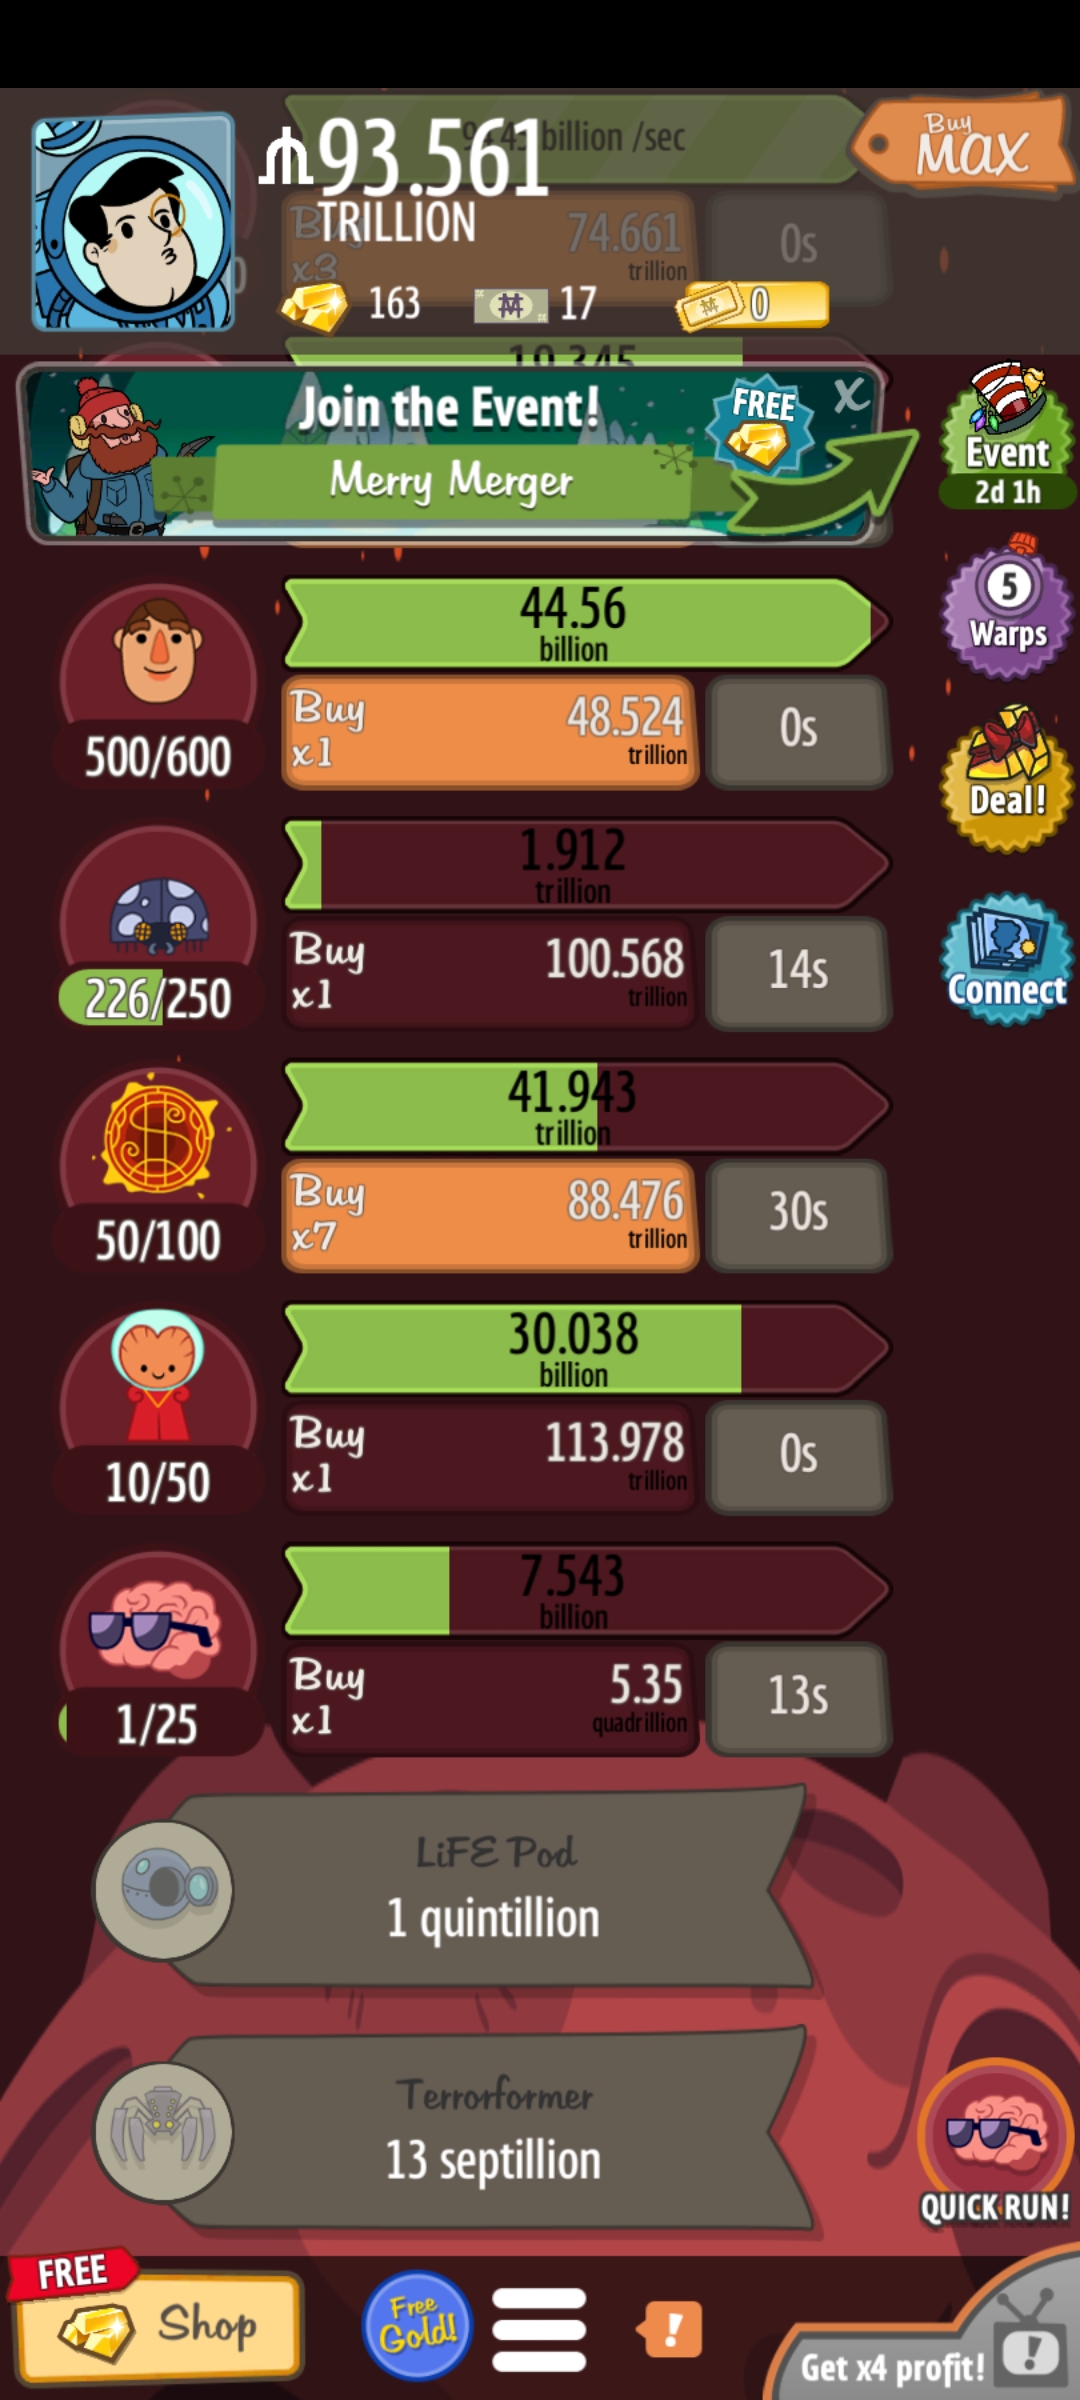 93.561
TRILLION
billion /sec
Buy
MAX
Buy
x3
74.661
trillion
0s
163
17
0
19.345
Join the Event!
FREE
X
Merry Merger
Event
2d 1h
44.56
billion
500/600
Buy
x1
48.524
trillion
0s
5
Warps
1.912
trillion
226/250
Buy
x1
100.568
trillion
14s
Deal!
Connect
41.943
trillion
50/100
Buy
x7
88.476
trillion
30s
30.038
billion
10/50
Buy
x1
113.978
trillion
0s
7.543
billion
1/25
Buy
x1
5.35
quadrillion
13s
LiFE Pod
1 quintillion
Terrorformer
13 septillion
QUICK RUN!
FREE
Shop
Free
Gold!
!
Get x4 profit!
!